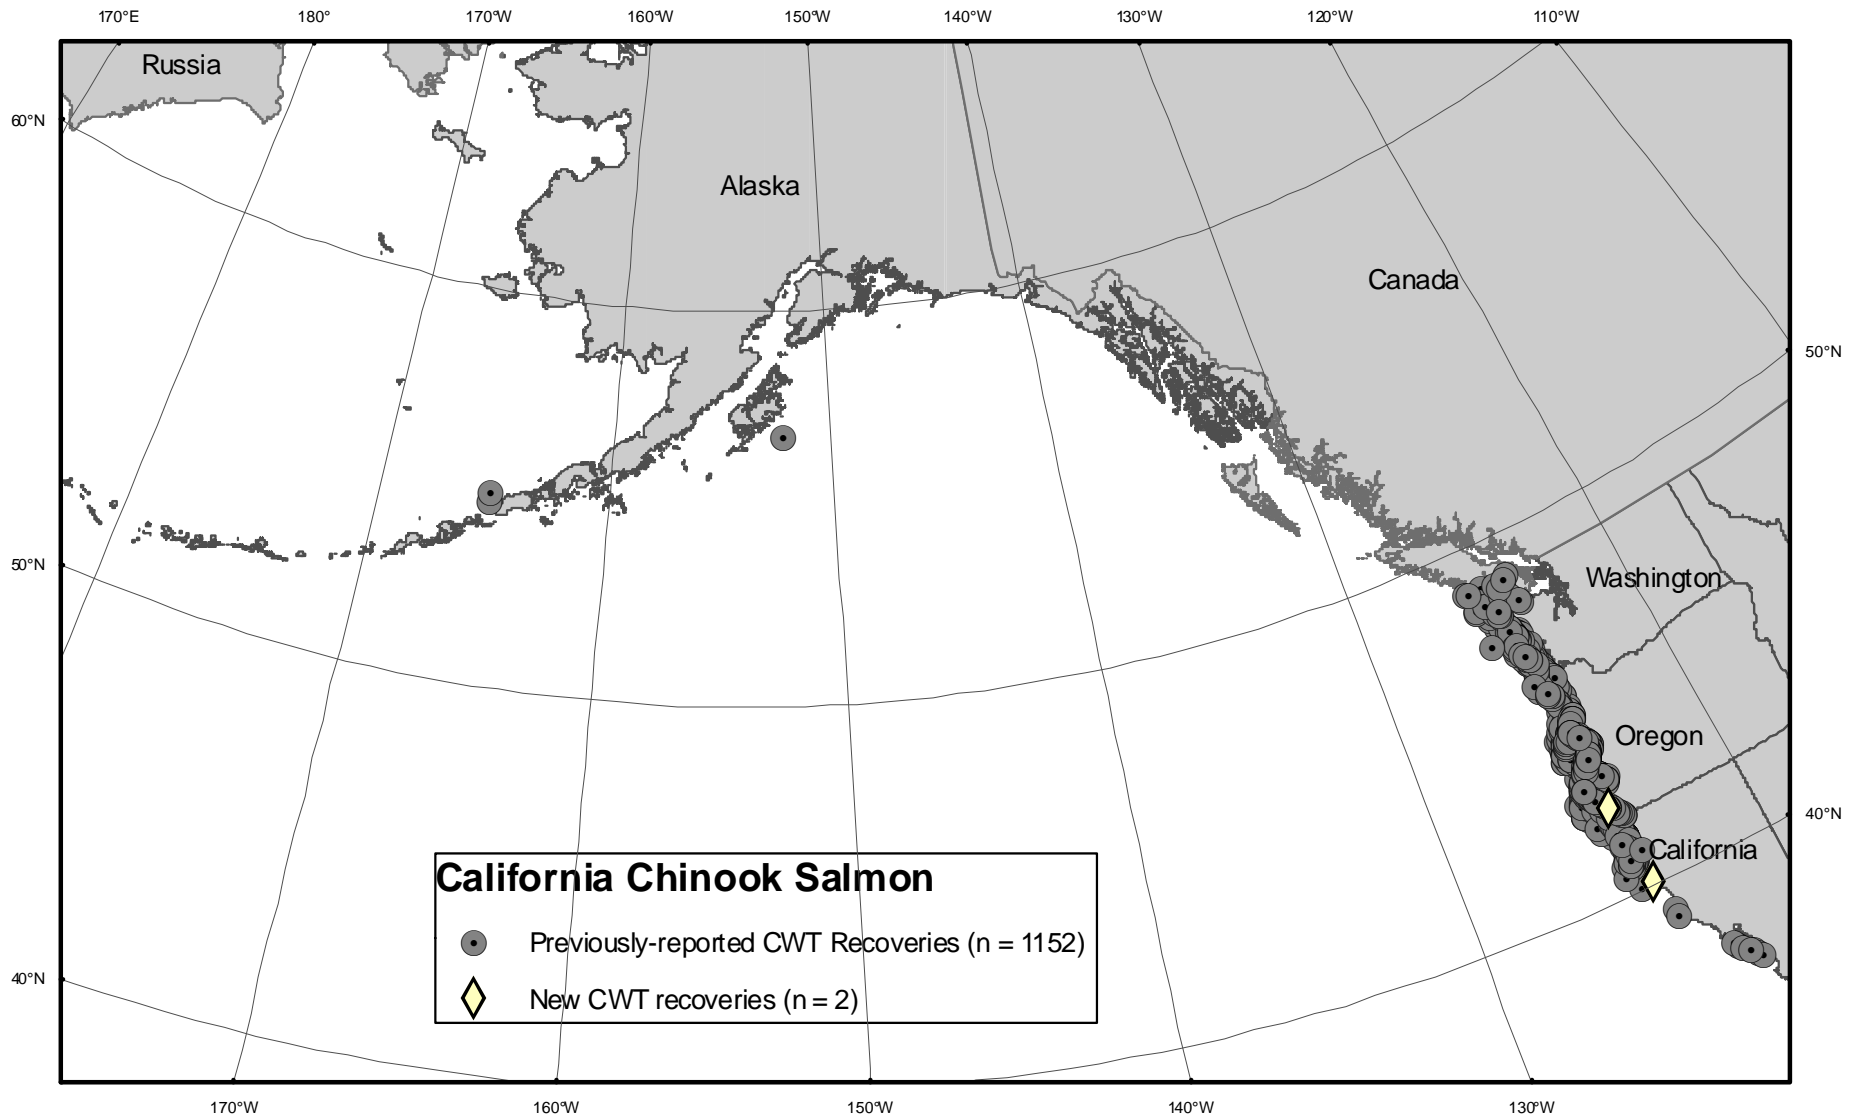 170°E 180° 170°W 160°W 150°W 140°W 130°W 120°W 110°W
Russia
60°N
Alaska
Canada
50°N
50°N
Washington
Oregon
40°N
California
California Chinook Salmon
Previously-reported CWT Recoveries (n = 1152)
40°N
New CWT recoveries (n = 2)
170°W 160°W 150°W 140°W 130°W